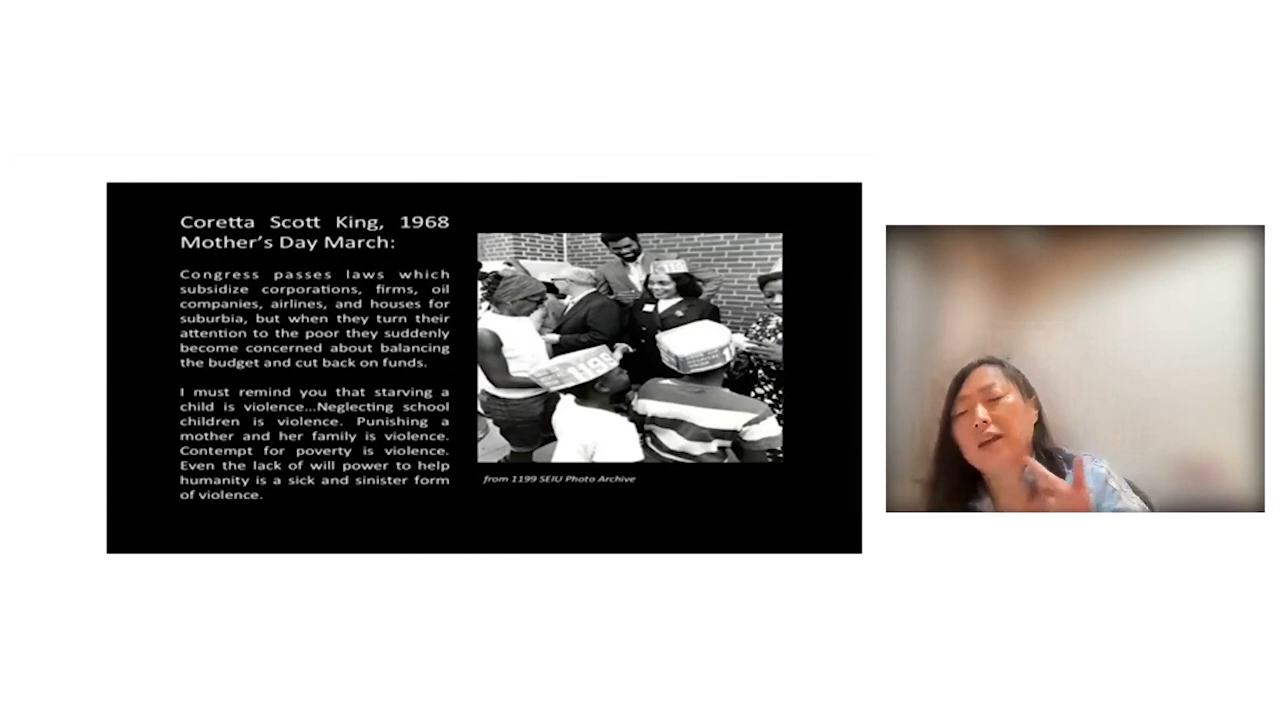 Coretta Scott King, 1968
Mother's Day March:
Congress passes laws which
subsidize corporations, firms, oil
companies, airlines, and houses for
suburbia, but when they turn their
attention to the poor they suddenly
become concerned about balancing
the budget and cut back on funds.
I must remind you that starving a
child is violence...Neglecting school
children is violence. Punishing a
mother and her family is violence.
Contempt for poverty is violence.
Even the lack of will power to help
humanity is a sick and sinister form
of violence.
1199
from 1199 SEIU Photo Archive